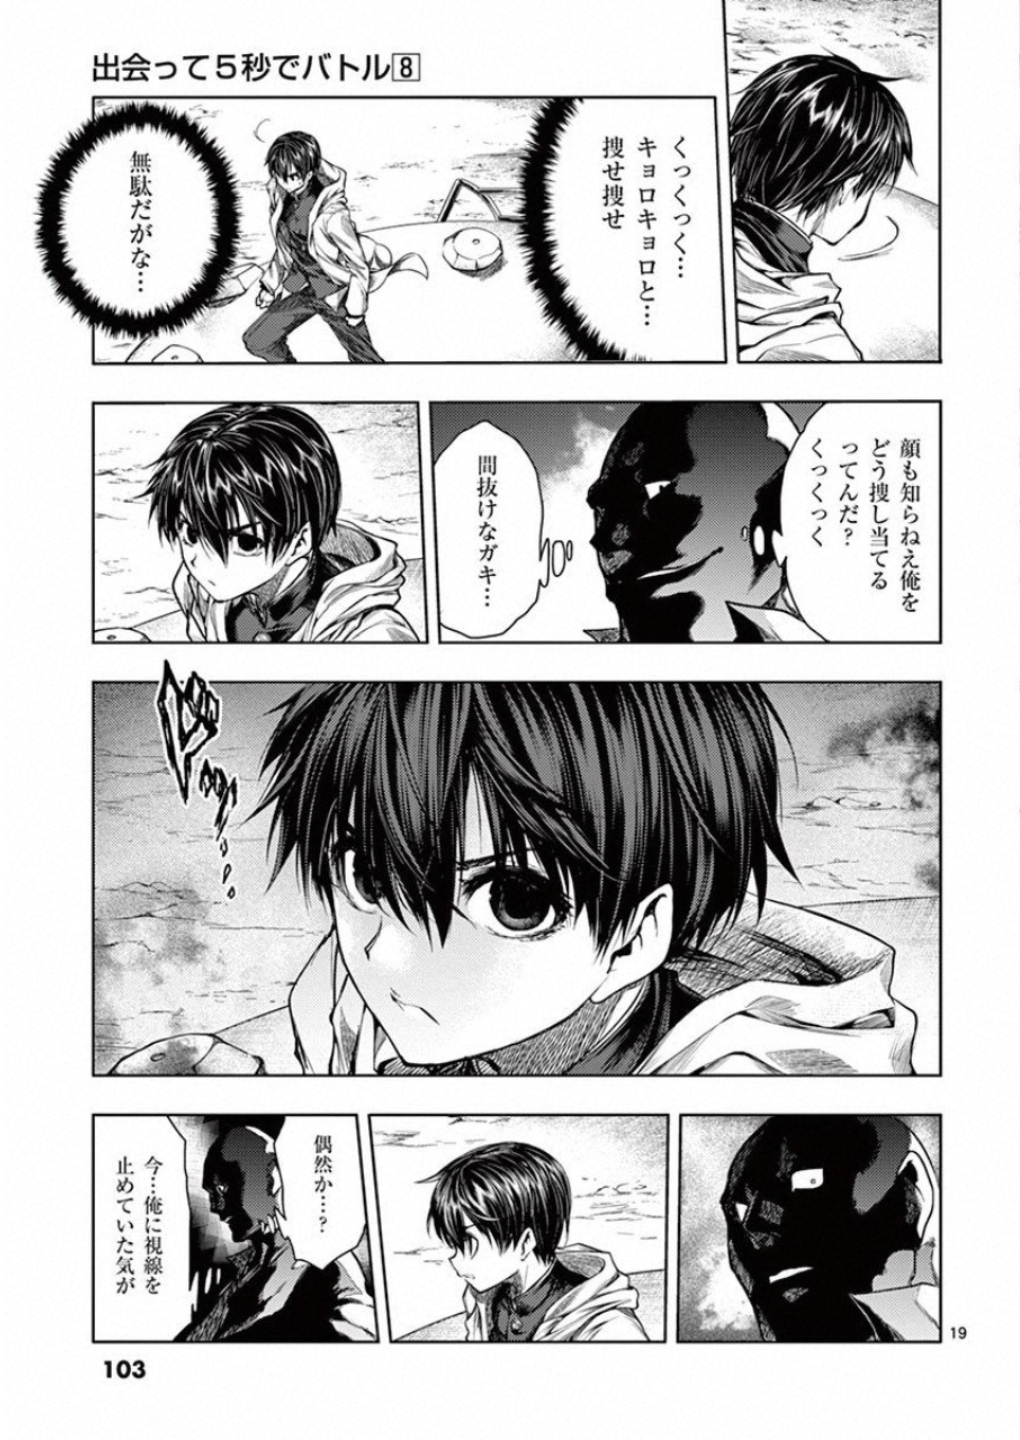 出会って5秒でバトル8
くっくっく…
キョロキョロと…
捜せ捜せ
無駄だがな…
顔も知らねえ俺を
どう捜し当てる
ってんだ?
くっくっく
間抜けなガキ…
偶然か…?
今…俺に視線を
止めていた気が
19
103